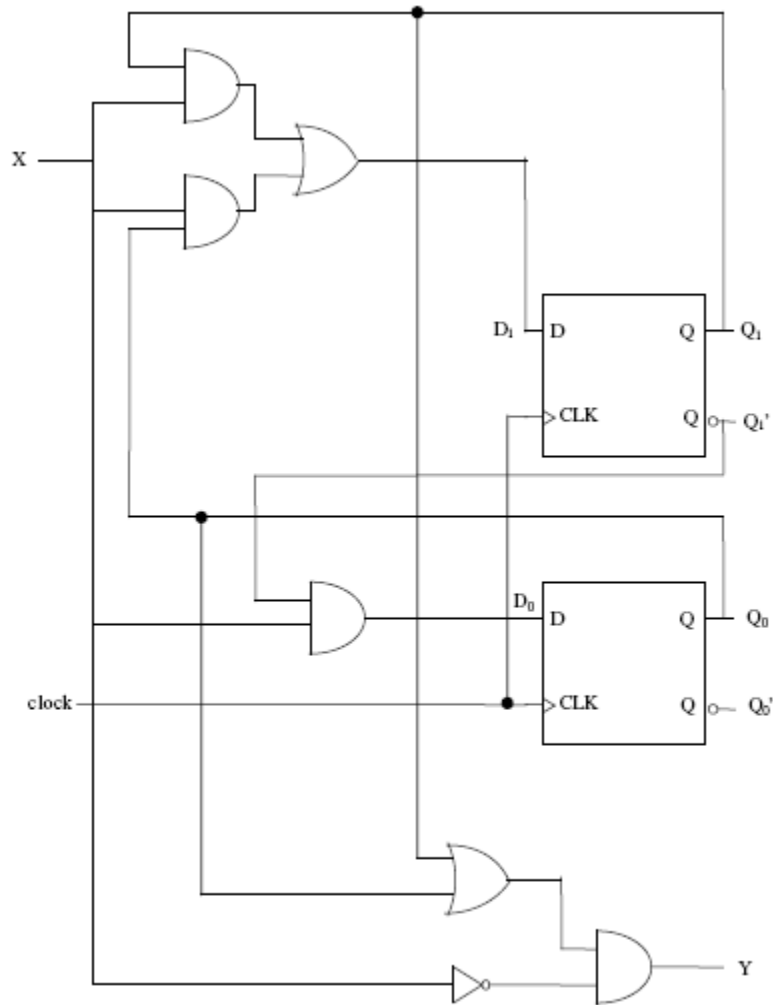 X
D₁ D Q Q₁
CLK Q Q₁'
D₀
D Q Q₀
clock CLK Q Q₀'
Y